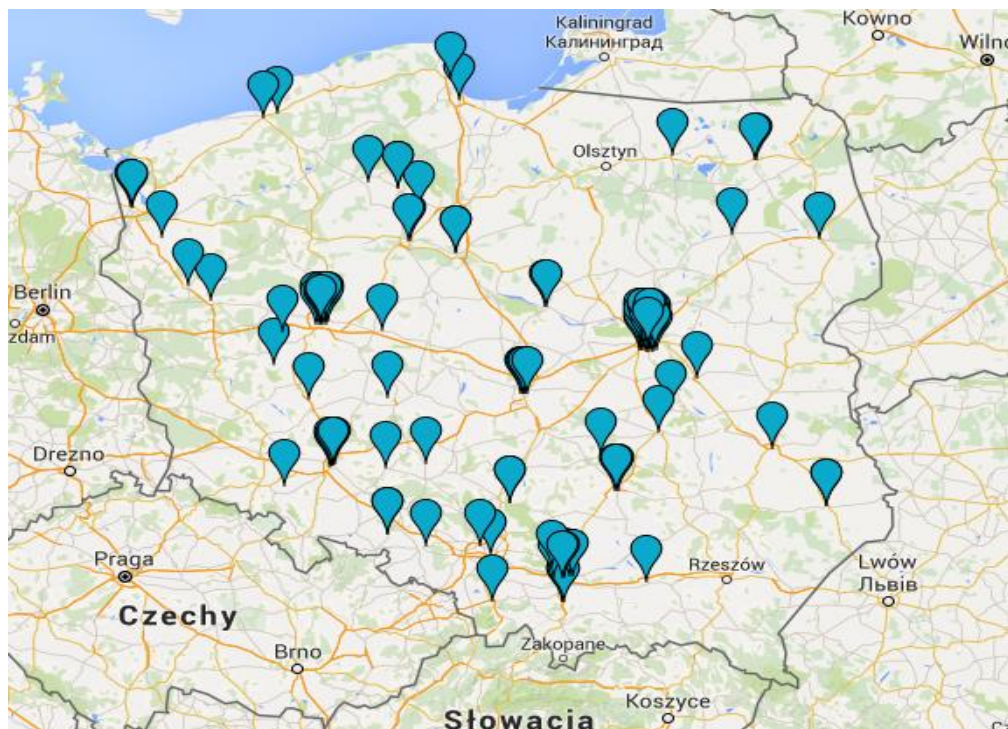 Kaliningrad
Калининград
Kowno
Wilno
Olsztyn
Berlin
zdam
Drezno
Praga
Czechy
Brno
Rzeszów
Lwów
Львів
Zakopane
Koszyce
Słowacja